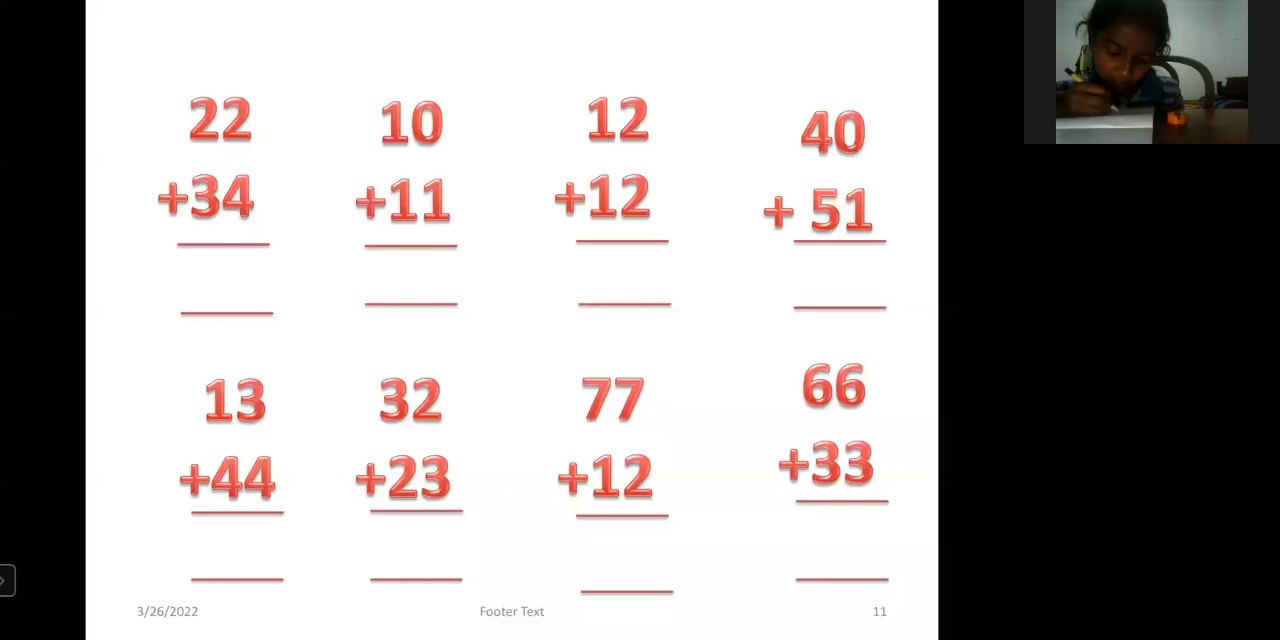 22 10 12 40
+34 +11 +12 + 51
13 32 77 66
+44 +23 +12 +33
3/26/2022 Footer Text 11